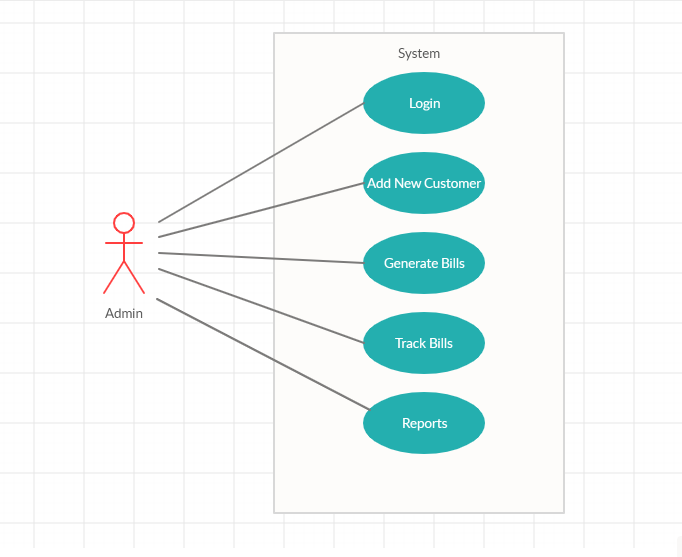 System
Login
Add New Customer
Generate Bills
Track Bills
Reports
Admin